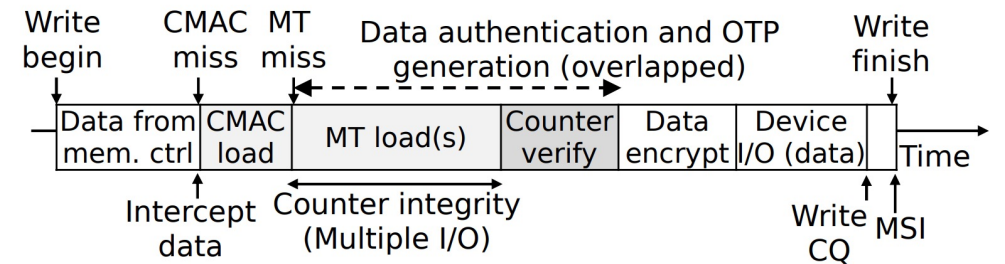 Write
begin
CMAC
miss
MT
miss
Data authentication and OTP
generation (overlapped)
Write
finish
Data from
mem. ctrl
CMAC
load
MT load(s)
Counter
verify
Data
encrypt
Device
I/O (data)
Time
Intercept
data
Counter integrity
(Multiple I/O)
Write
CQ
MSI